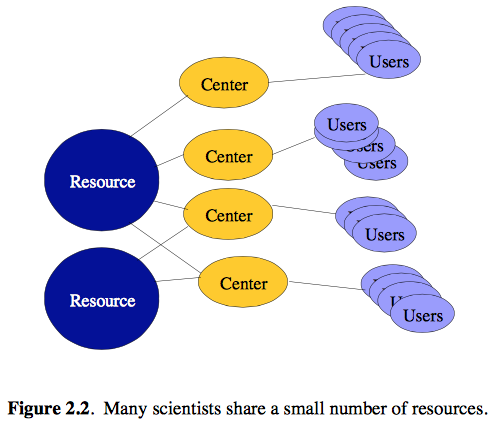 Users
Center
Users
Users
Users
Center
Resource
Center
Users
Center
Resource
Users
Figure 2.2. Many scientists share a small number of resources.